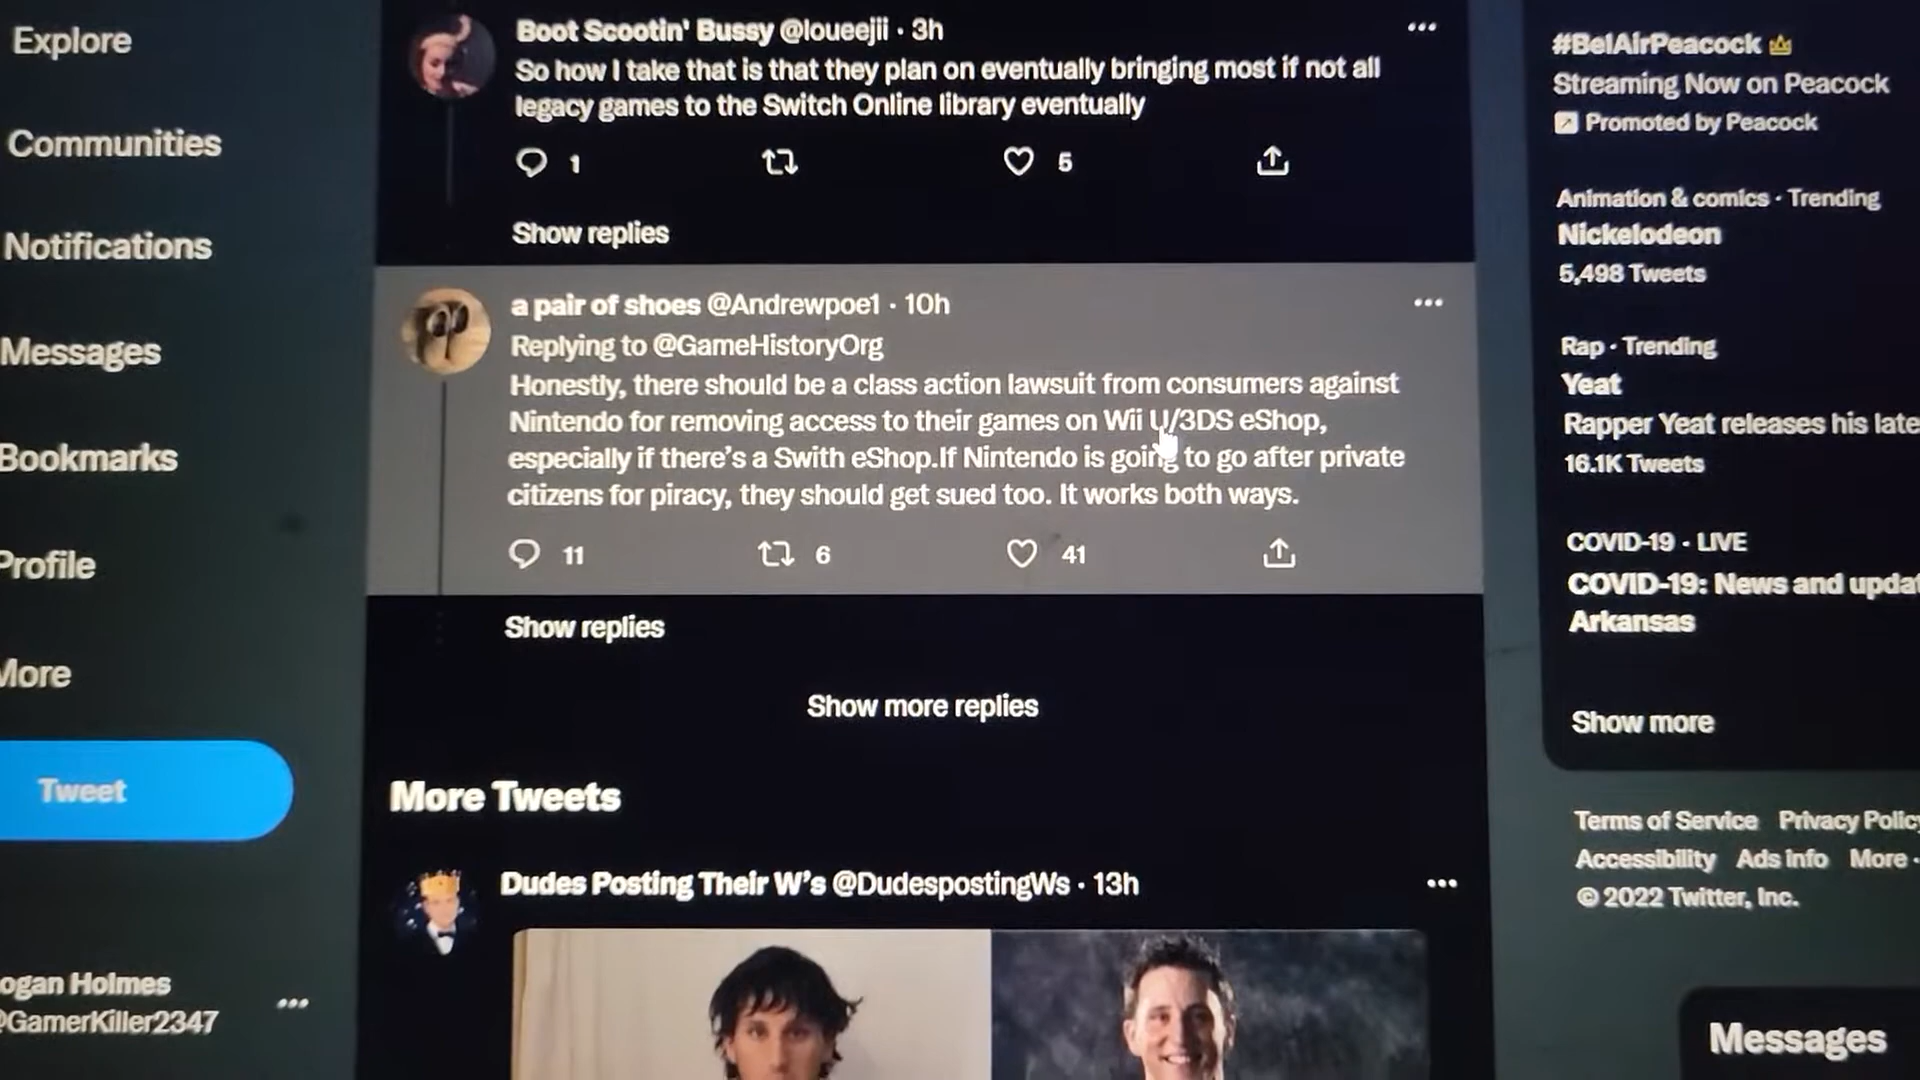 Explore
Communities
Notifications
Messages
Bookmarks
Profile
More
Tweet
ogan Holmes
@GamerKiller2347
Boot Scootin' Bussy @loueejii · 3h
So how I take that is that they plan on eventually bringing most if not all
legacy games to the Switch Online library eventually
1
5
Show replies
a pair of shoes @Andrewpoe1 · 10h
Replying to @GameHistoryOrg
Honestly, there should be a class action lawsuit from consumers against
Nintendo for removing access to their games on Wii U/3DS eShop,
especially if there's a Swith eShop.If Nintendo is going to go after private
citizens for piracy, they should get sued too. It works both ways.
11
6
41
Show replies
Show more replies
More Tweets
Dudes Posting Their W's @DudespostingWs · 13h
#BelAirPeacock
Streaming Now on Peacock
Promoted by Peacock
Animation & comics · Trending
Nickelodeon
5,498 Tweets
Rap · Trending
Yeat
Rapper Yeat releases his late
16.1K Tweets
COVID-19 · LIVE
COVID-19: News and updat
Arkansas
Show more
Terms of Service Privacy Policy
Accessibility Ads info More ·
© 2022 Twitter, Inc.
Messages